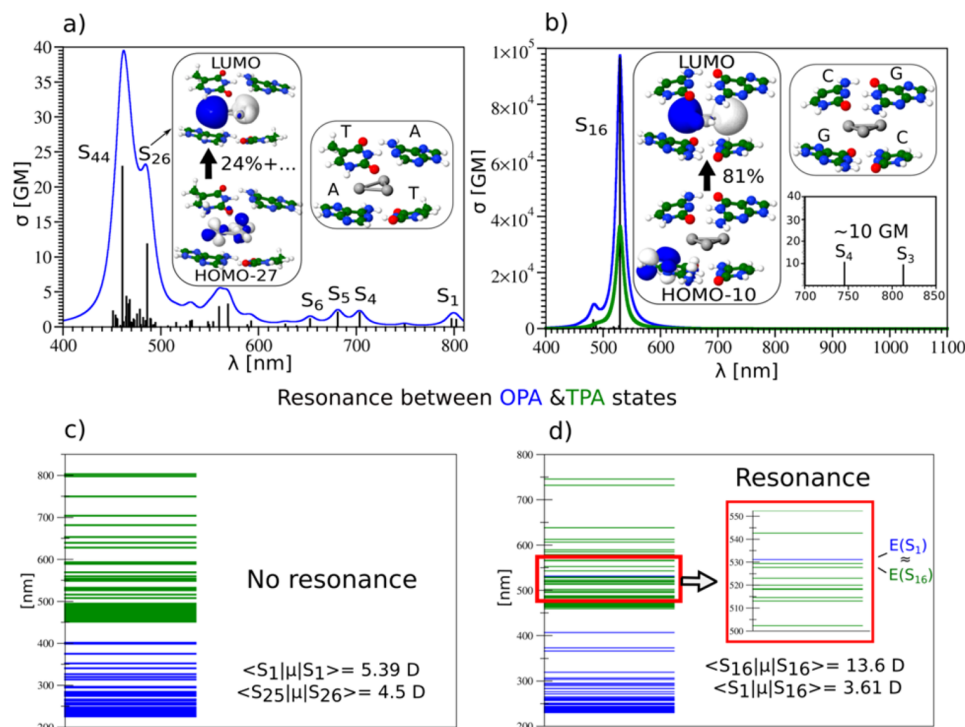 a)
σ [GM]
40
35
30
25
20
15
10
5
0
400
500
600
700
800
λ [nm]
S44
S26
LUMO
24%+...
HOMO-27
T
A
A
T
S6
S5
S4
S1
b)
σ [GM]
1×10^5
8×10^4
6×10^4
4×10^4
2×10^4
0
400
500
600
700
800
900
1000
1100
λ [nm]
S16
LUMO
81%
HOMO-10
C
G
G
C
40
30
20
10
0
~10 GM
S4
S3
700
750
800
850
Resonance between OPA &TPA states
c)
[nm]
800
700
600
500
400
300
200
No resonance
<S1|μ|S1>= 5.39 D
<S25|μ|S26>= 4.5 D
d)
[nm]
800
700
600
500
400
300
200
Resonance
550
540
530
520
510
500
E(S1)
≈
E(S16)
<S16|μ|S16>= 13.6 D
<S1|μ|S16>= 3.61 D